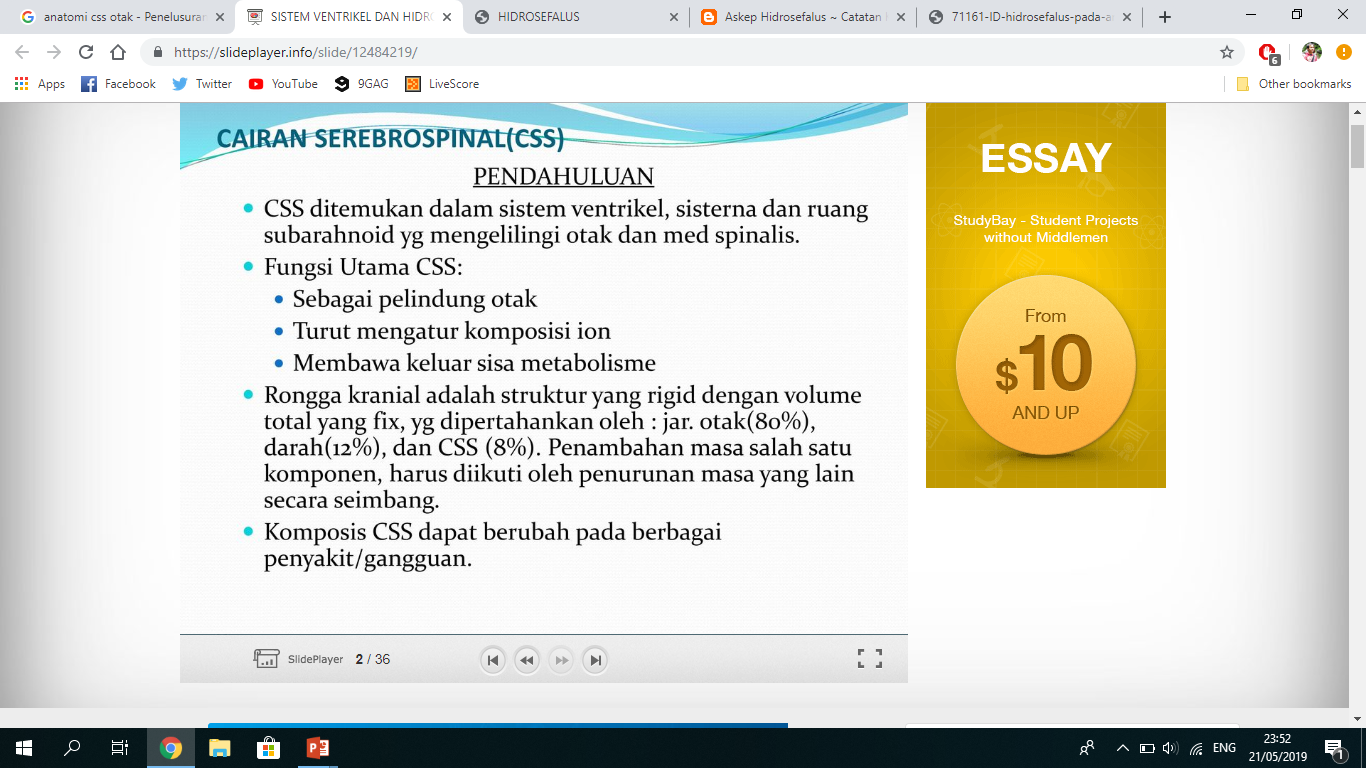 anatomi css otak - Penelusuran
SISTEM VENTRIKEL DAN HIDRO
HIDROSEFALUS
Askep Hidrosefalus ~ Catatan
71161-ID-hidrosefalus-pada-a
https://slideplayer.info/slide/12484219/
6
Apps
Facebook
Twitter
YouTube
9GAG
LiveScore
Other bookmarks
CAIRAN SEREBROSPINAL(CSS)
PENDAHULUAN
CSS ditemukan dalam sistem ventrikel, sisterna dan ruang
subarahnoid yg mengelilingi otak dan med spinalis.
Fungsi Utama CSS:
Sebagai pelindung otak
Turut mengatur komposisi ion
Membawa keluar sisa metabolisme
Rongga kranial adalah struktur yang rigid dengan volume
total yang fix, yg dipertahankan oleh : jar. otak(80%),
darah(12%), dan CSS (8%). Penambahan masa salah satu
komponen, harus diikuti oleh penurunan masa yang lain
secara seimbang.
Komposis CSS dapat berubah pada berbagai
penyakit/gangguan.
SlidePlayer 2 / 36
ESSAY
StudyBay - Student Projects
without Middlemen
From
$10
AND UP
ENG
23:52
21/05/2019
1